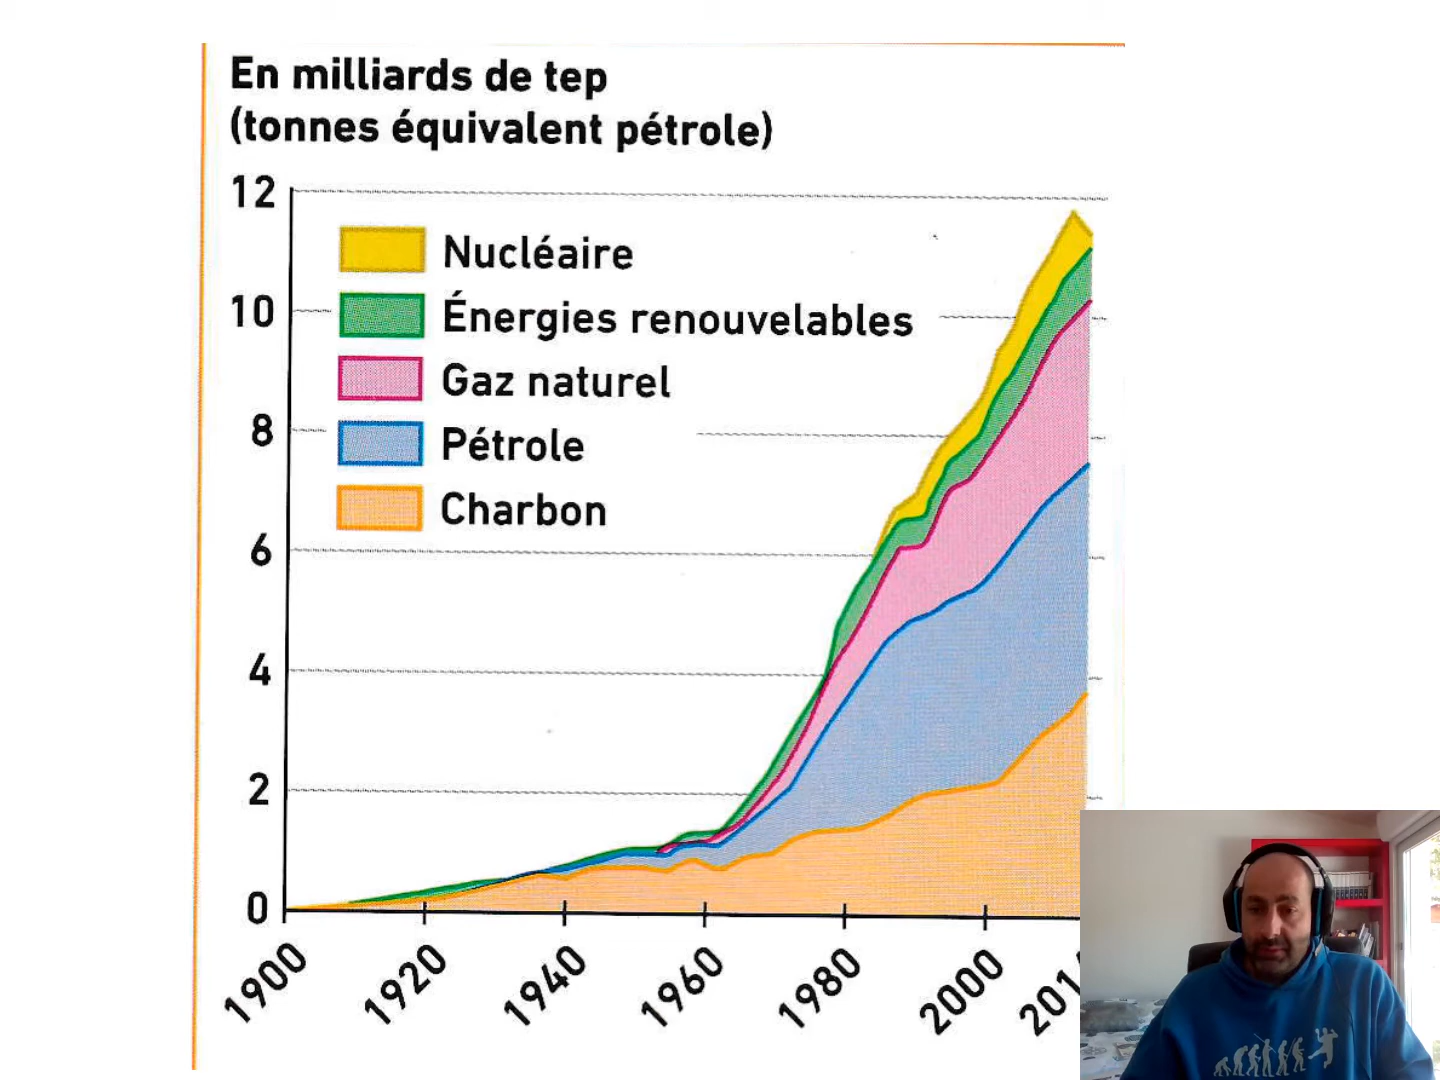 En milliards de tep
(tonnes équivalent pétrole)
12
10
8
6
4
2
0
Nucléaire
Énergies renouvelables
Gaz naturel
Pétrole
Charbon
1900
1920
1940
1960
1980
2000
201